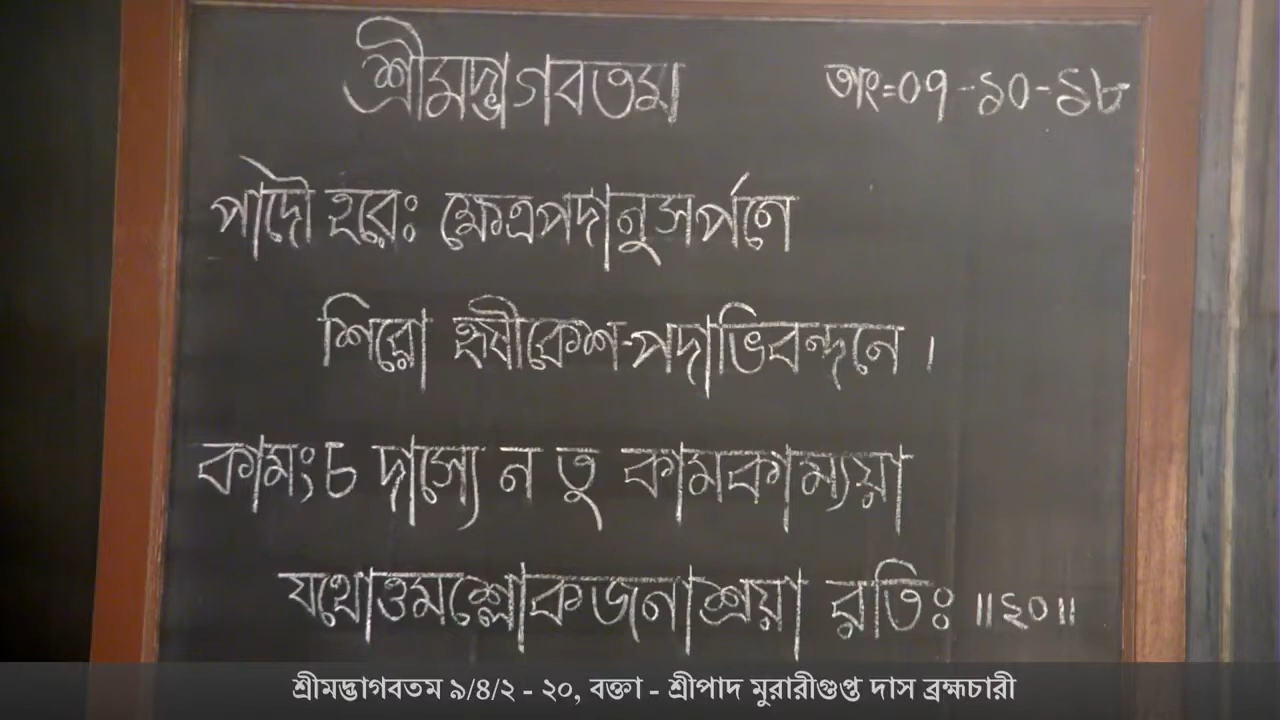 শ্রীমদ্ভাগবতম
তাং=০৭-১০-১৮
পাদৌ হরেঃ ক্ষেত্রপদানুসর্পণে
শিরো হৃষীকেশ-পদাভিবন্দনে ।
কামংচ দাস্যে ন তু কামকাম্যয়া
যথোত্তমশ্লোকজনাশ্রয়া রতিঃ ॥২০॥
শ্রীমদ্ভাগবতম ৯/৪/২ - ২০, বক্তা - শ্রীপাদ মুরারীগুপ্ত দাস ব্রহ্মচারী